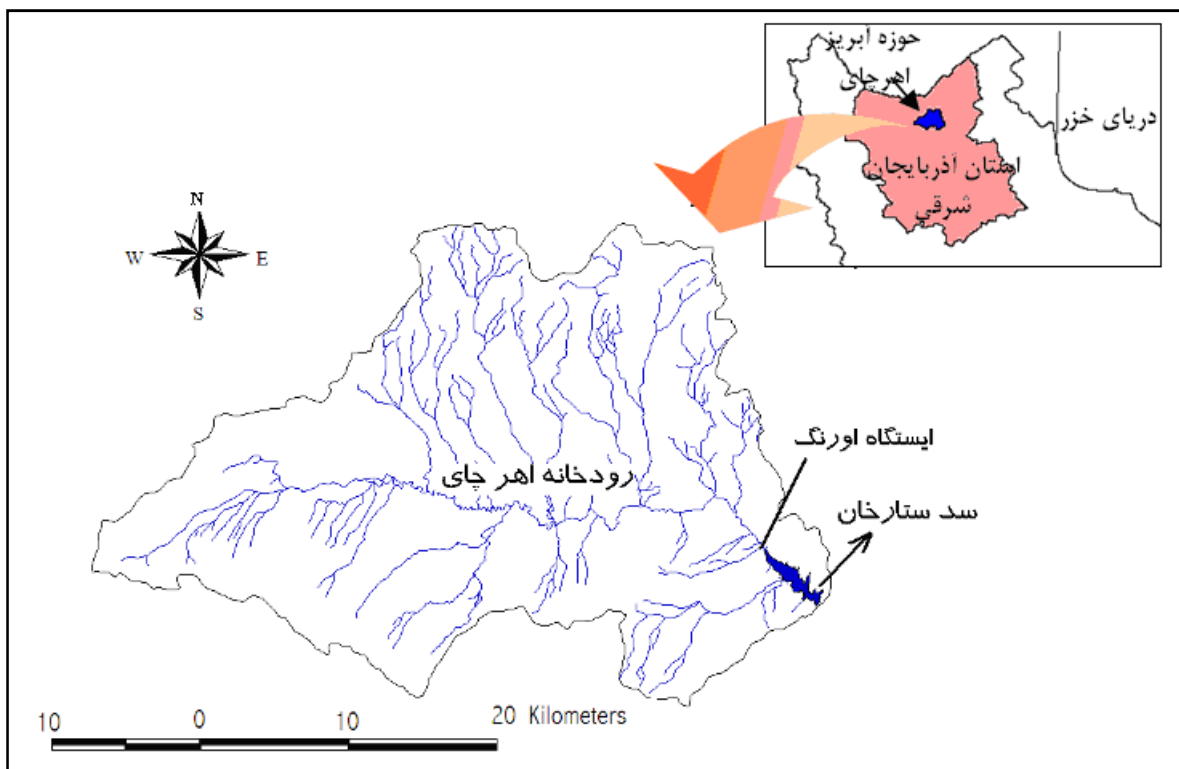 حوزه آبریز
اهرچای
دریای خزر
استان آذربایجان
شرقي
N
W E
S
ایستگاه اورنگ
رودخانه اهر چای
سد ستارخان
10 0 10 20 Kilometers